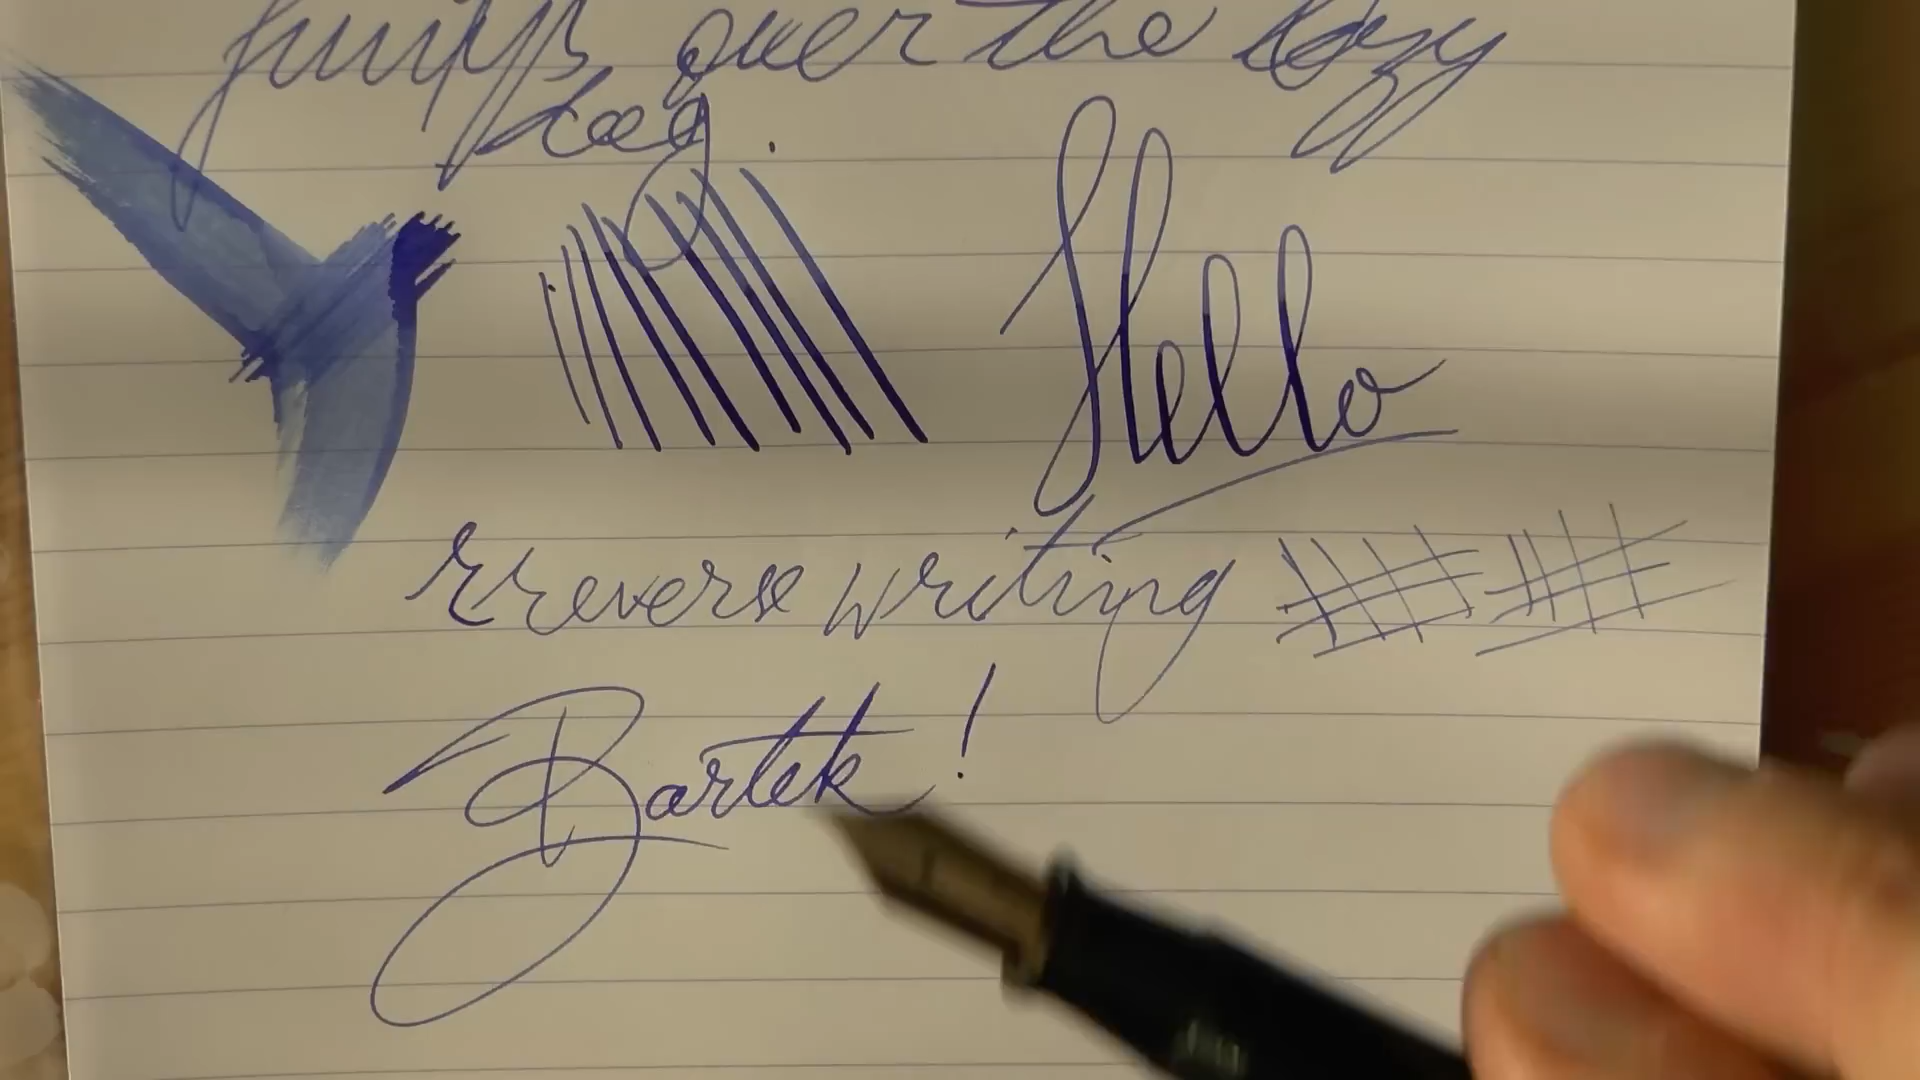 jumps over the lazy
dog.
Hello
r reverse writing
Bartek!